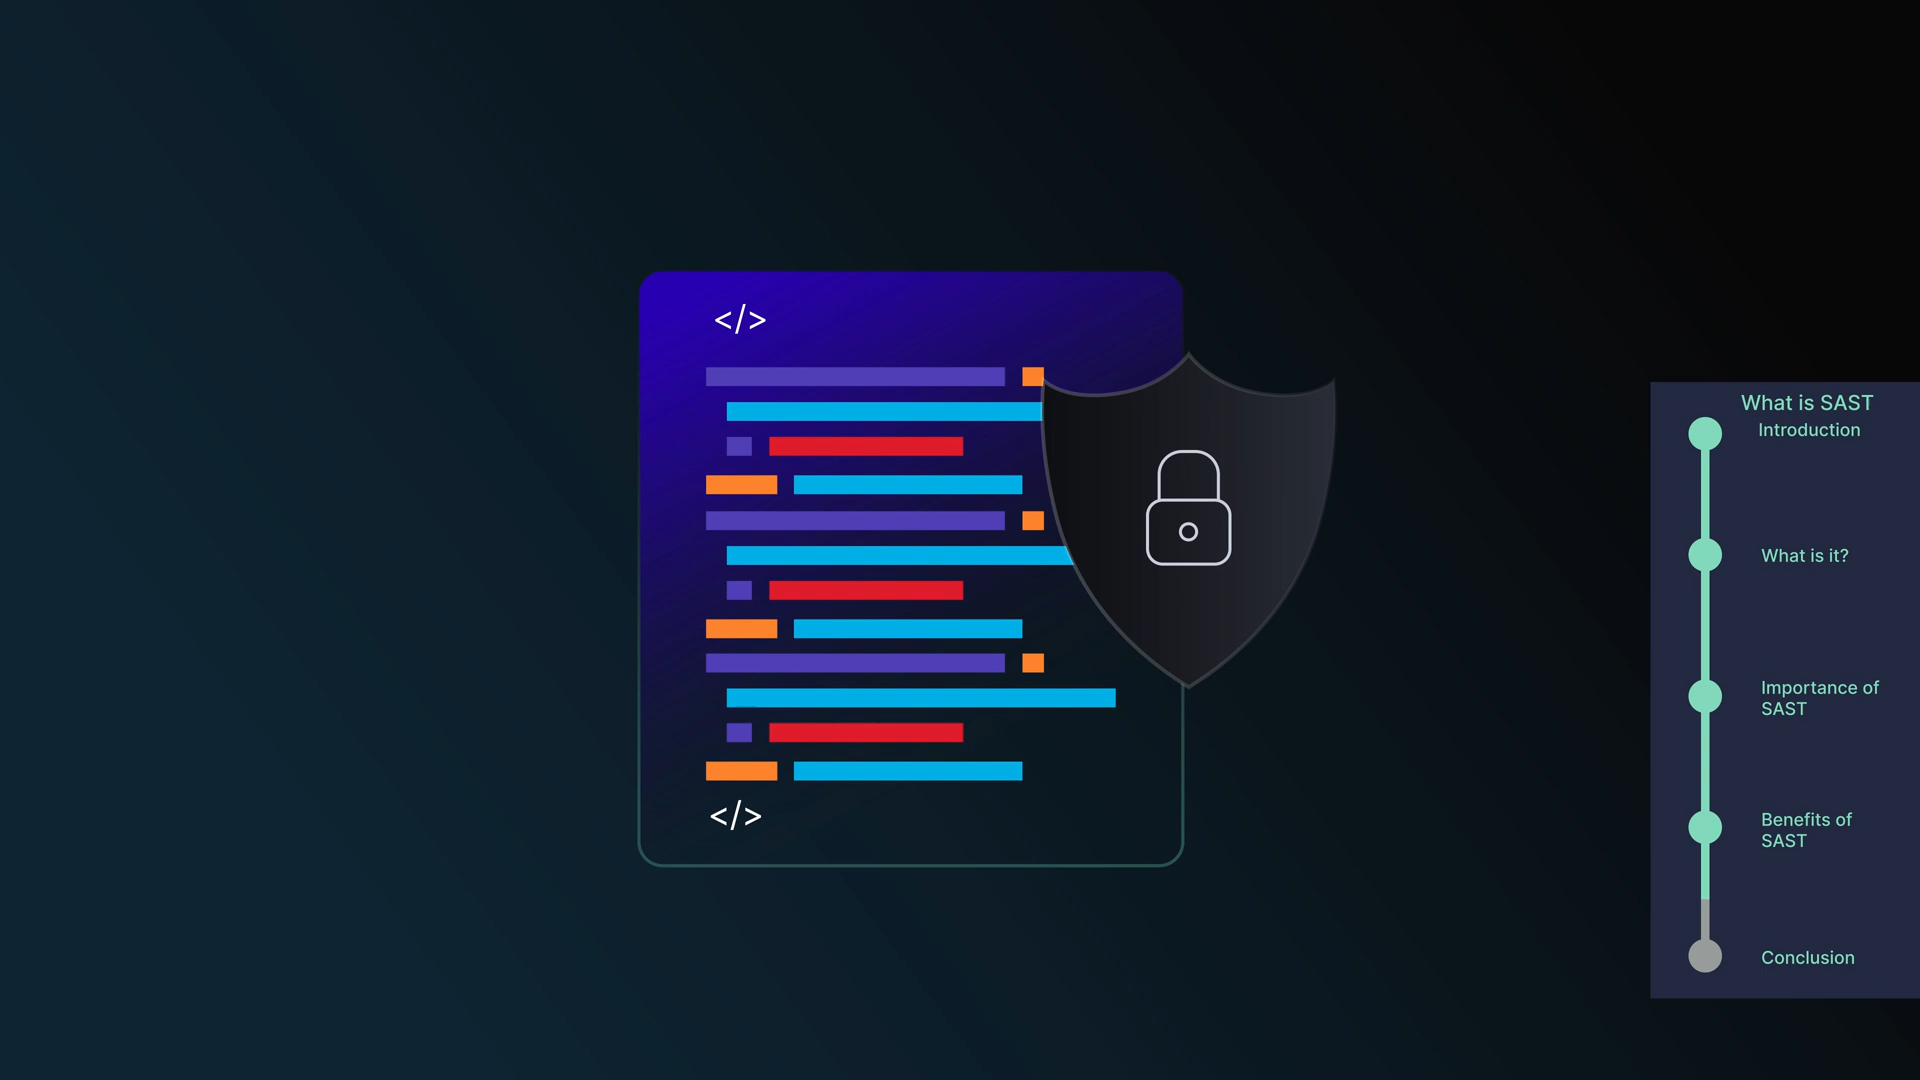 </>
</>
What is SAST
Introduction
What is it?
Importance of
SAST
Benefits of
SAST
Conclusion